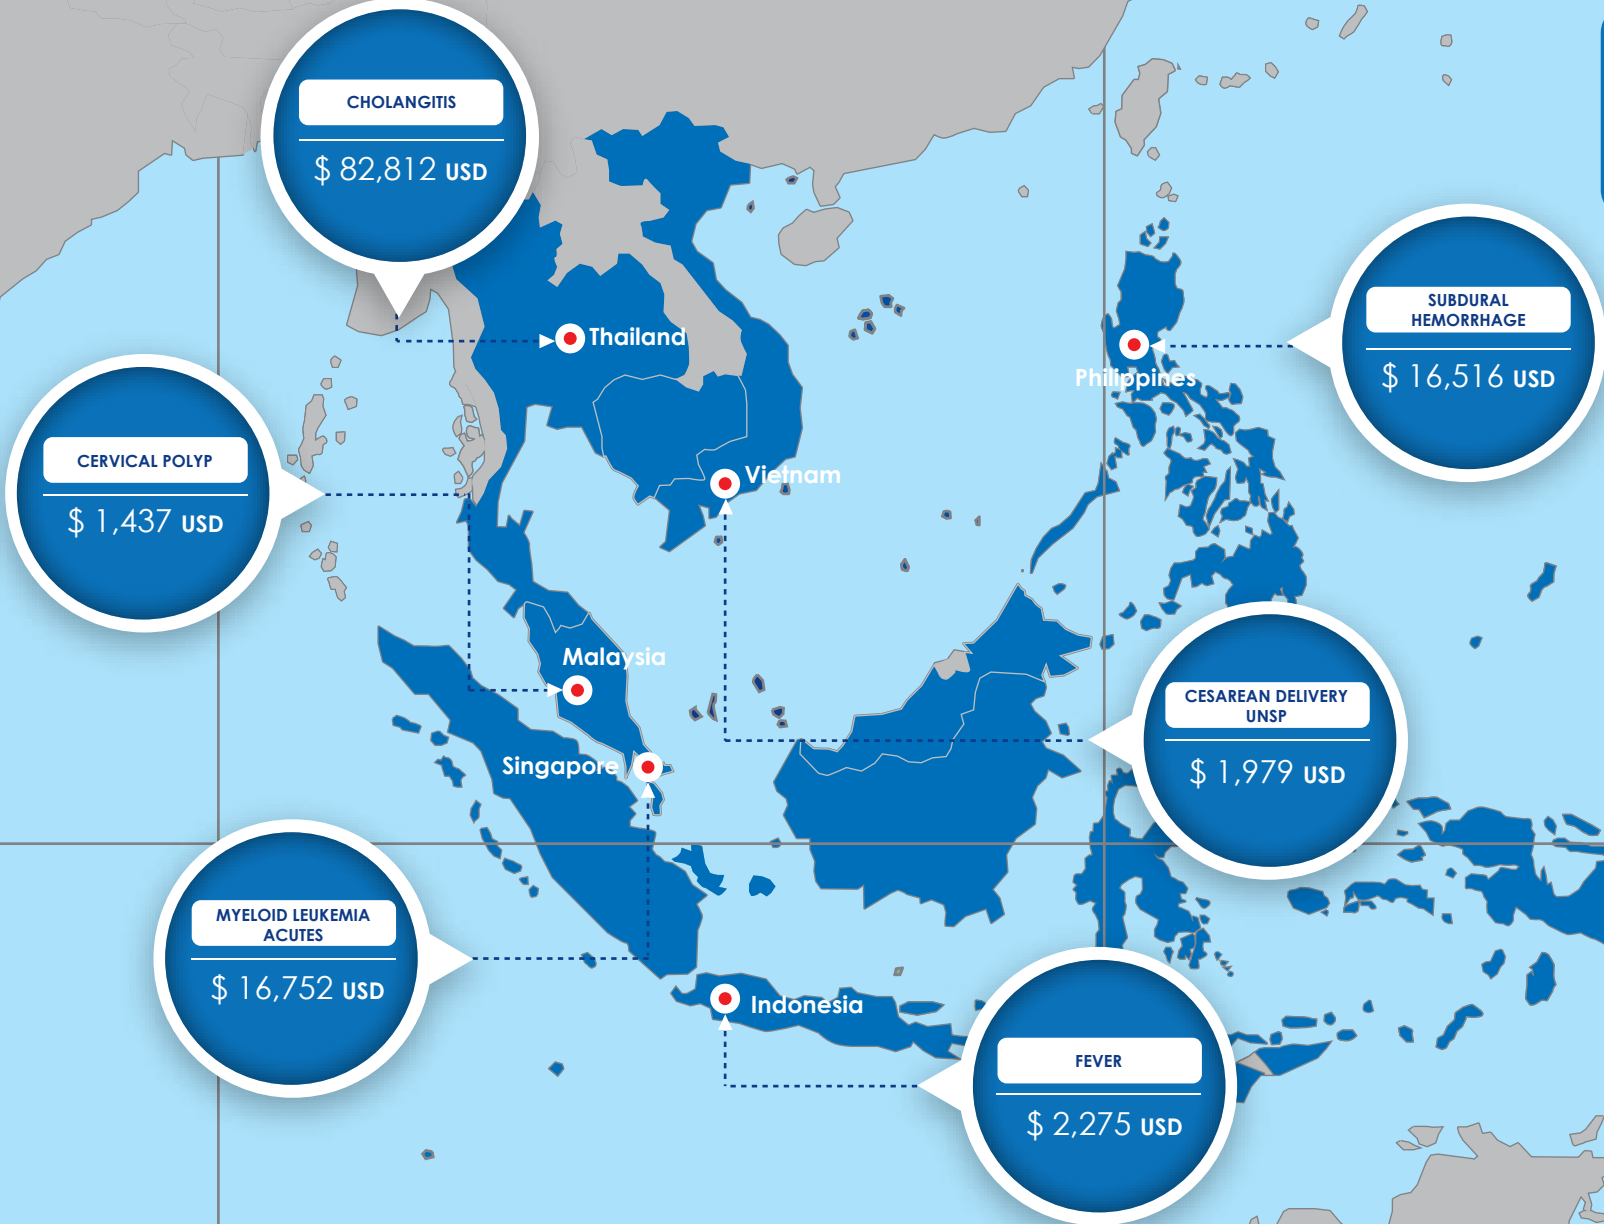 CHOLANGITIS
$ 82,812 USD
Thailand
SUBDURAL
HEMORRHAGE
$ 16,516 USD
Philippines
CERVICAL POLYP
$ 1,437 USD
Vietnam
Malaysia
CESAREAN DELIVERY
UNSP
$ 1,979 USD
Singapore
MYELOID LEUKEMIA
ACUTES
$ 16,752 USD
Indonesia
FEVER
$ 2,275 USD